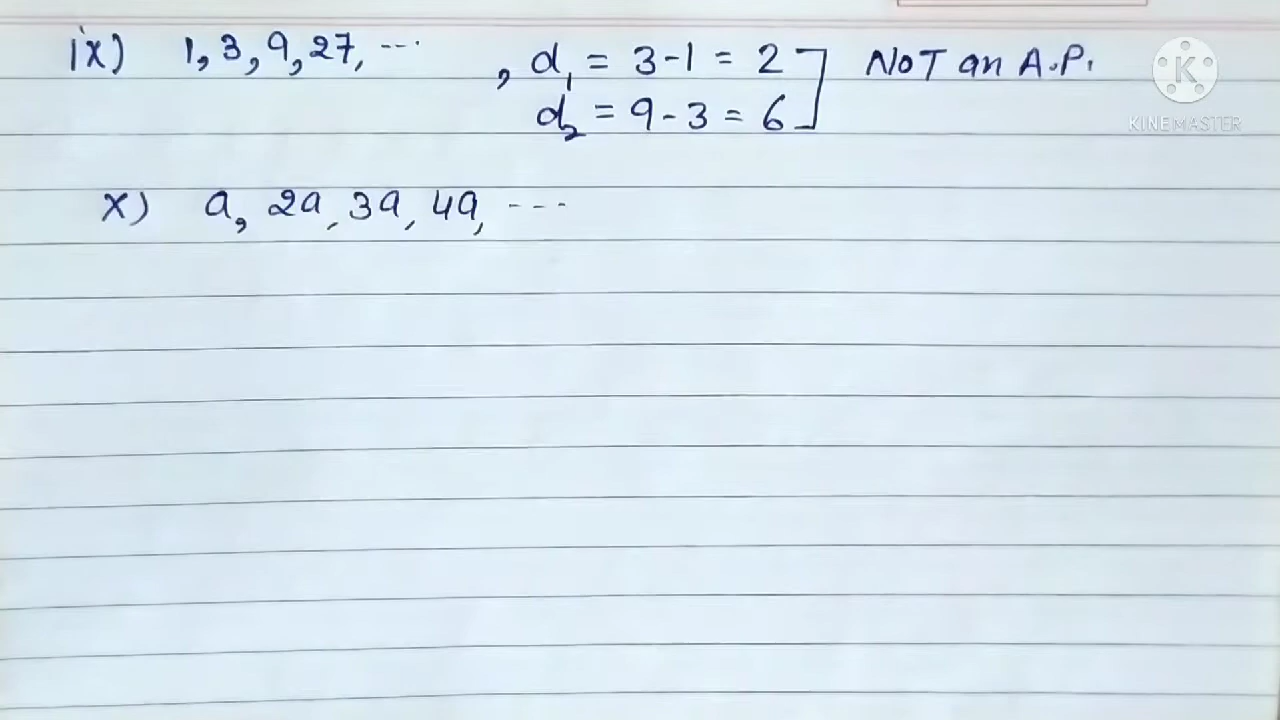 ix) 1, 3, 9, 27, ... , d₁ = 3-1 = 2 ] NOT an A.P.
d₂ = 9-3 = 6
x) a, 2a, 3a, 4a, ---
K
KINEMASTER